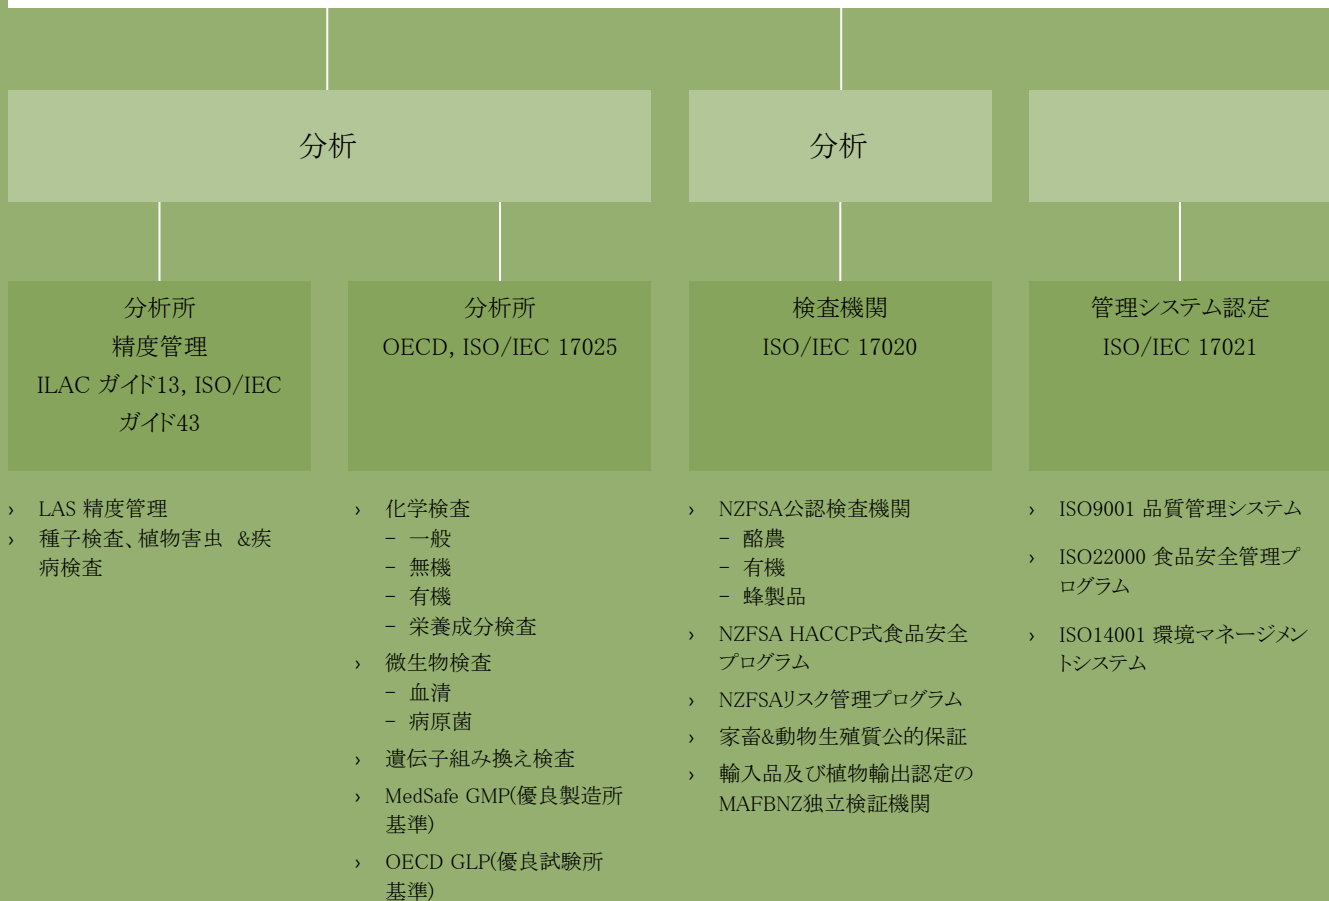 分析
分析
分析所
精度管理
ILAC ガイド13, ISO/IEC
ガイド43
分析所
OECD, ISO/IEC 17025
検査機関
ISO/IEC 17020
管理システム認定
ISO/IEC 17021
› LAS 精度管理
› 種子検査、植物害虫 &疾
病検査
› 化学検査
– 一般
– 無機
– 有機
– 栄養成分検査
› 微生物検査
– 血清
– 病原菌
› 遺伝子組み換え検査
› MedSafe GMP(優良製造所
基準)
› OECD GLP(優良試験所
基準)
› NZFSA公認検査機関
– 酪農
– 有機
– 蜂製品
› NZFSA HACCP式食品安全
プログラム
› NZFSAリスク管理プログラム
› 家畜&動物生殖質公的保証
› 輸入品及び植物輸出認定の
MAFBNZ独立検証機関
› ISO9001 品質管理システム
› ISO22000 食品安全管理プ
ログラム
› ISO14001 環境マネージメン
トシステム